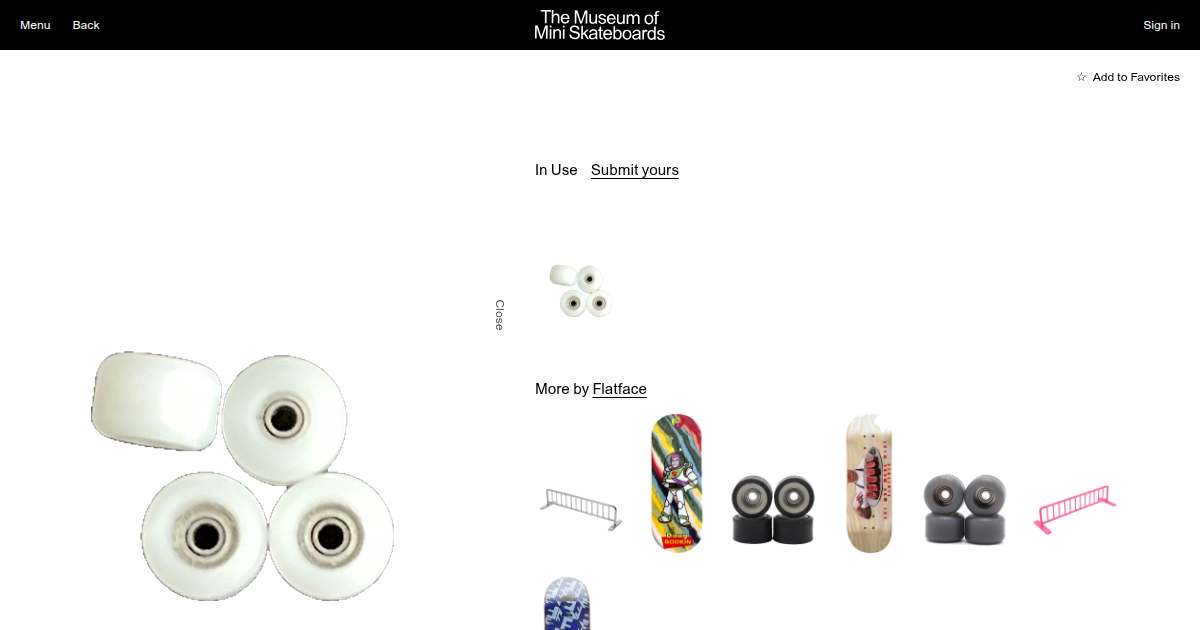 Menu
Back
The Museum of
Mini Skateboards
Sign in
☆ Add to Favorites
In Use
Submit yours
Close
More by Flatface